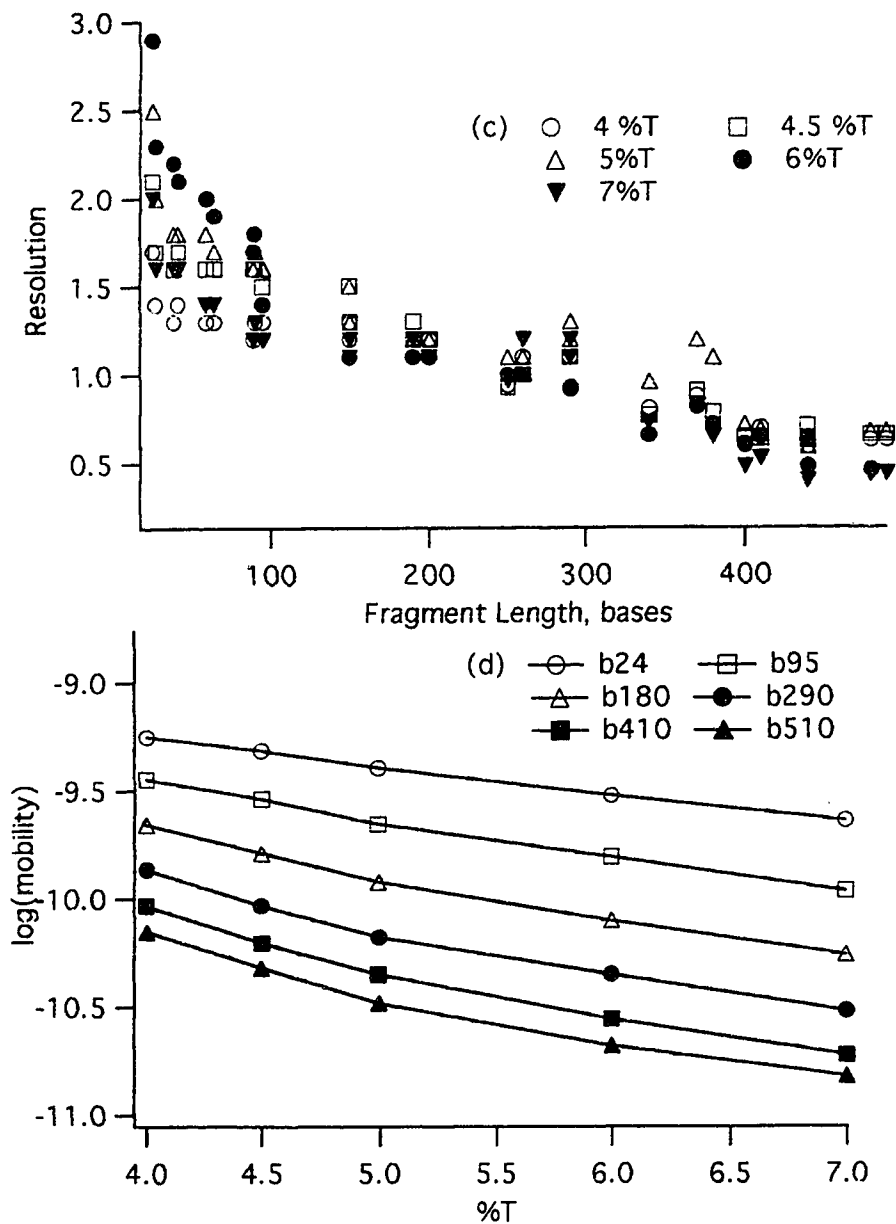 3.0
2.5
2.0
1.5
1.0
0.5
Resolution
(c) 4 %T 4.5 %T
5%T 6%T
7%T
100 200 300 400
Fragment Length, bases
(d) b24 b95
b180 b290
b410 b510
-9.0
-9.5
-10.0
-10.5
-11.0
log(mobility)
4.0 4.5 5.0 5.5 6.0 6.5 7.0
%T